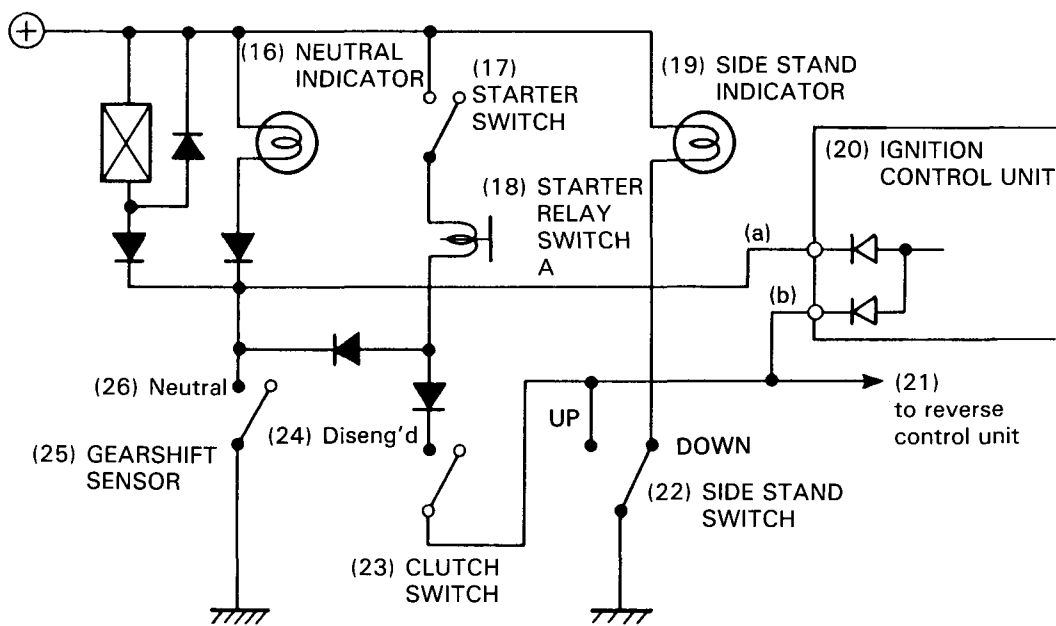 (16) NEUTRAL
INDICATOR
(17)
STARTER
SWITCH
(19) SIDE STAND
INDICATOR
(20) IGNITION
CONTROL UNIT
(18) STARTER
RELAY
SWITCH
A
(a)
(b)
(26) Neutral
(25) GEARSHIFT
SENSOR
(24) Diseng'd
UP
DOWN
(21)
to reverse
control unit
(22) SIDE STAND
SWITCH
(23) CLUTCH
SWITCH